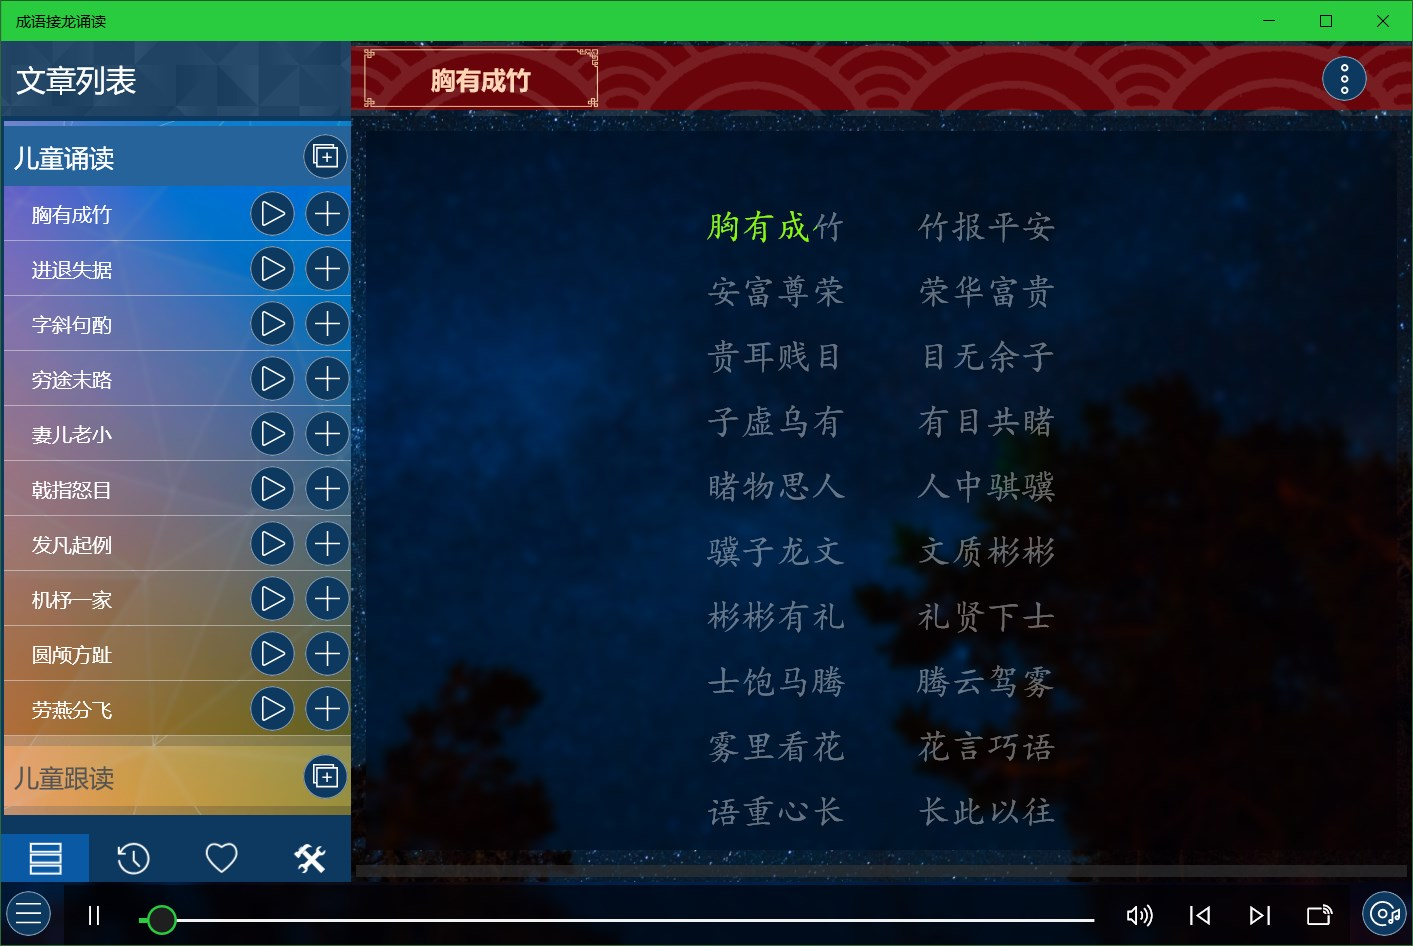 成语接龙诵读
文章列表
胸有成竹
儿童诵读
胸有成竹
进退失据
字斜句酌
穷途末路
妻儿老小
戟指怒目
发凡起例
机杼一家
圆颅方趾
劳燕分飞
儿童跟读
胸有成竹 竹报平安
安富尊荣 荣华富贵
贵耳贱目 目无余子
子虚乌有 有目共睹
睹物思人 人中骐骥
骥子龙文 文质彬彬
彬彬有礼 礼贤下士
士饱马腾 腾云驾雾
雾里看花 花言巧语
语重心长 长此以往